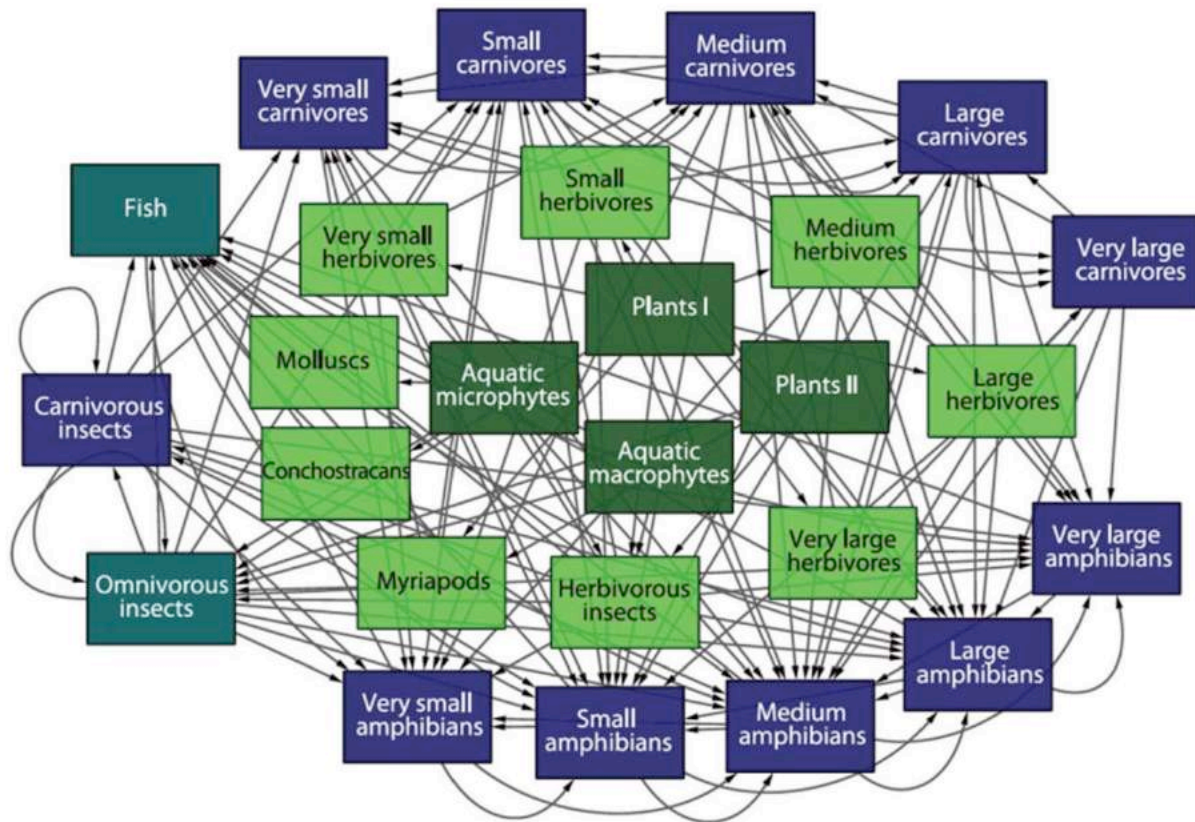 Small
carnivores
Medium
carnivores
Very small
carnivores
Large
carnivores
Small
herbivores
Fish
Very small
herbivores
Medium
herbivores
Very large
carnivores
Plants I
Molluscs
Aquatic
microphytes
Plants II
Large
herbivores
Carnivorous
insects
Conchostracans
Aquatic
macrophytes
Very large
herbivores
Very large
amphibians
Omnivorous
insects
Myriapods
Herbivorous
insects
Large
amphibians
Very small
amphibians
Small
amphibians
Medium
amphibians